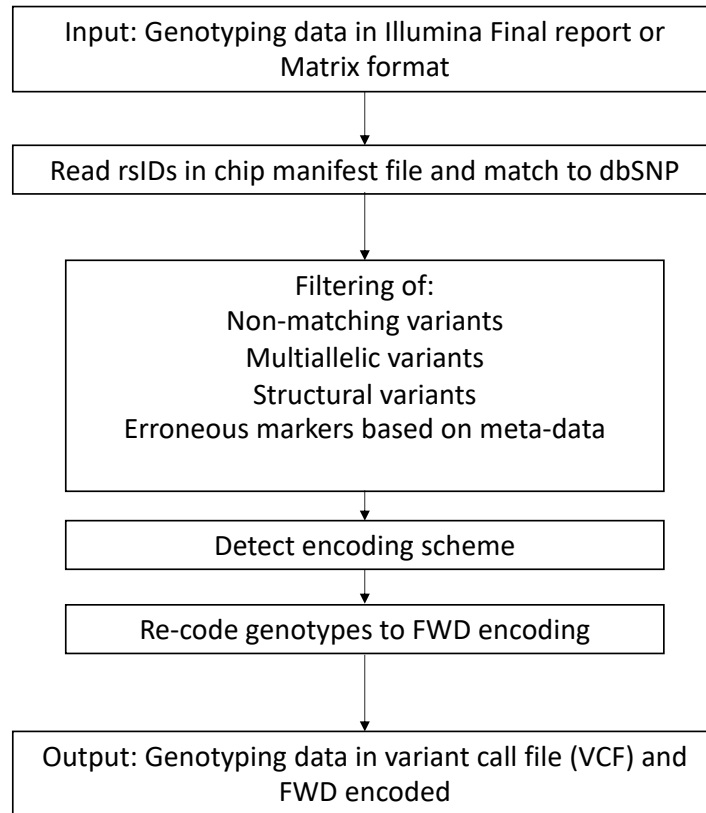 Input: Genotyping data in Illumina Final report or
Matrix format
Read rsIDs in chip manifest file and match to dbSNP
Filtering of:
Non-matching variants
Multiallelic variants
Structural variants
Erroneous markers based on meta-data
Detect encoding scheme
Re-code genotypes to FWD encoding
Output: Genotyping data in variant call file (VCF) and
FWD encoded